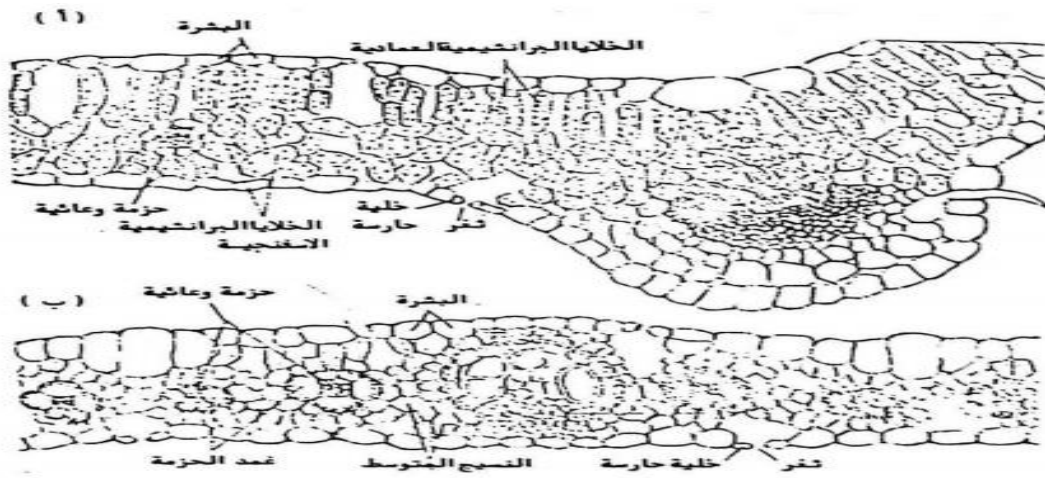 ( أ )
البشرة
الخلايا البرانشيمية العمادية
حزمة وعائية
الخلايا البرانشيمية
الاسفنجية
خلية
حارسة
ثغر
( ب )
حزمة وعائية
البشرة
غمد الحزمة
النسيج المتوسط
خلية حارسة
ثغر